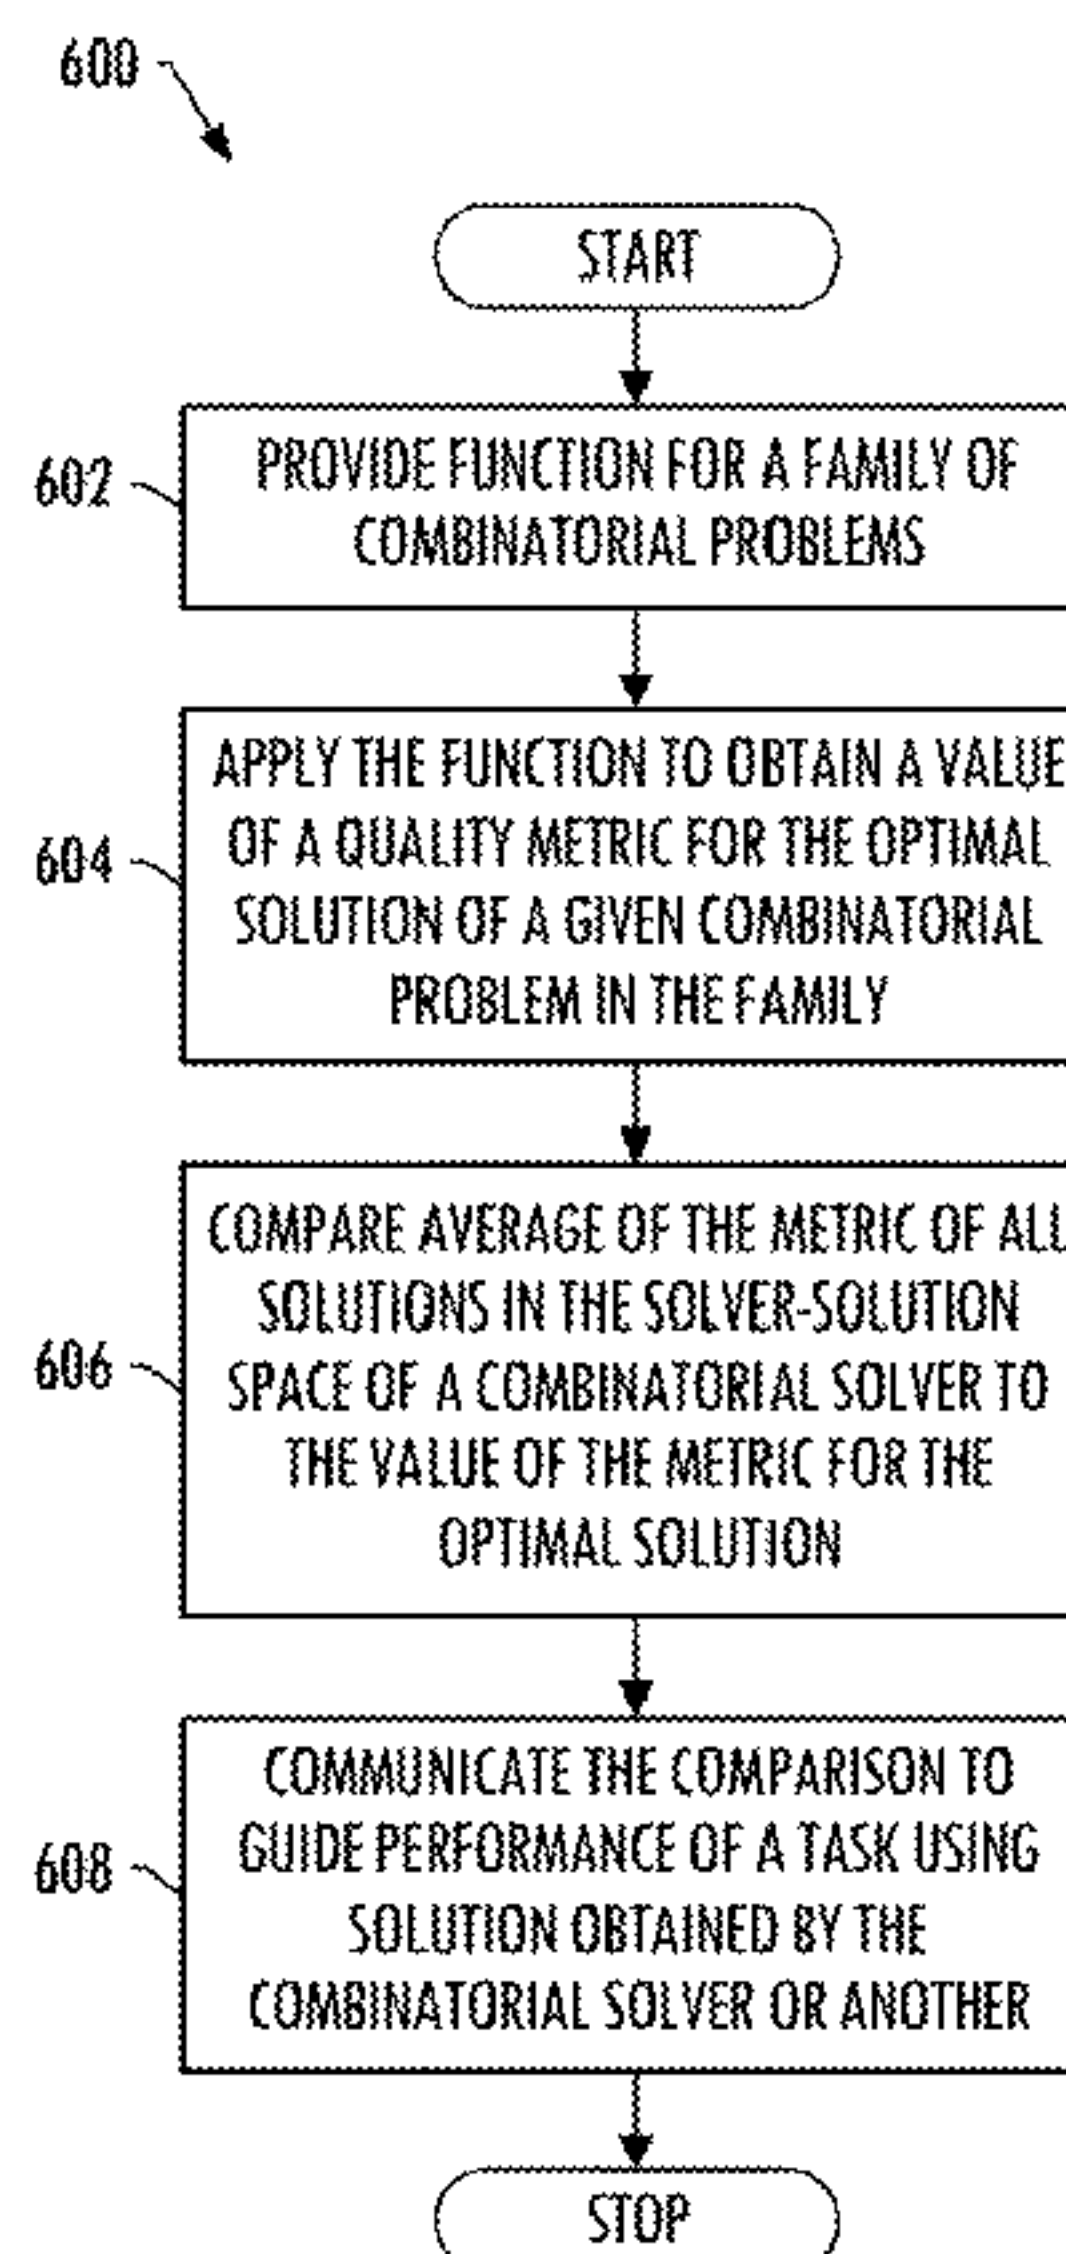 600
START
602
PROVIDE FUNCTION FOR A FAMILY OF
COMBINATORIAL PROBLEMS
604
APPLY THE FUNCTION TO OBTAIN A VALUE
OF A QUALITY METRIC FOR THE OPTIMAL
SOLUTION OF A GIVEN COMBINATORIAL
PROBLEM IN THE FAMILY
606
COMPARE AVERAGE OF THE METRIC OF ALL
SOLUTIONS IN THE SOLVER-SOLUTION
SPACE OF A COMBINATORIAL SOLVER TO
THE VALUE OF THE METRIC FOR THE
OPTIMAL SOLUTION
608
COMMUNICATE THE COMPARISON TO
GUIDE PERFORMANCE OF A TASK USING
SOLUTION OBTAINED BY THE
COMBINATORIAL SOLVER OR ANOTHER
STOP